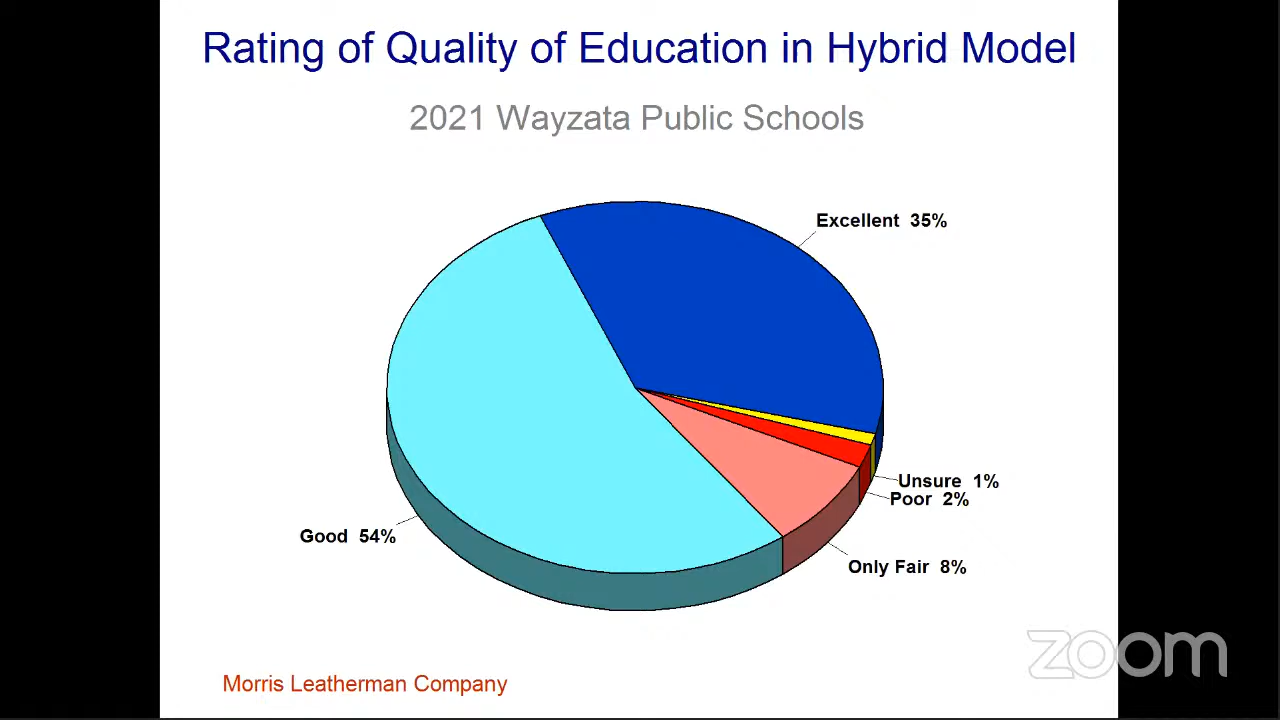 Rating of Quality of Education in Hybrid Model
2021 Wayzata Public Schools
Excellent 35%
Unsure 1%
Poor 2%
Good 54%
Only Fair 8%
zoom
Morris Leatherman Company